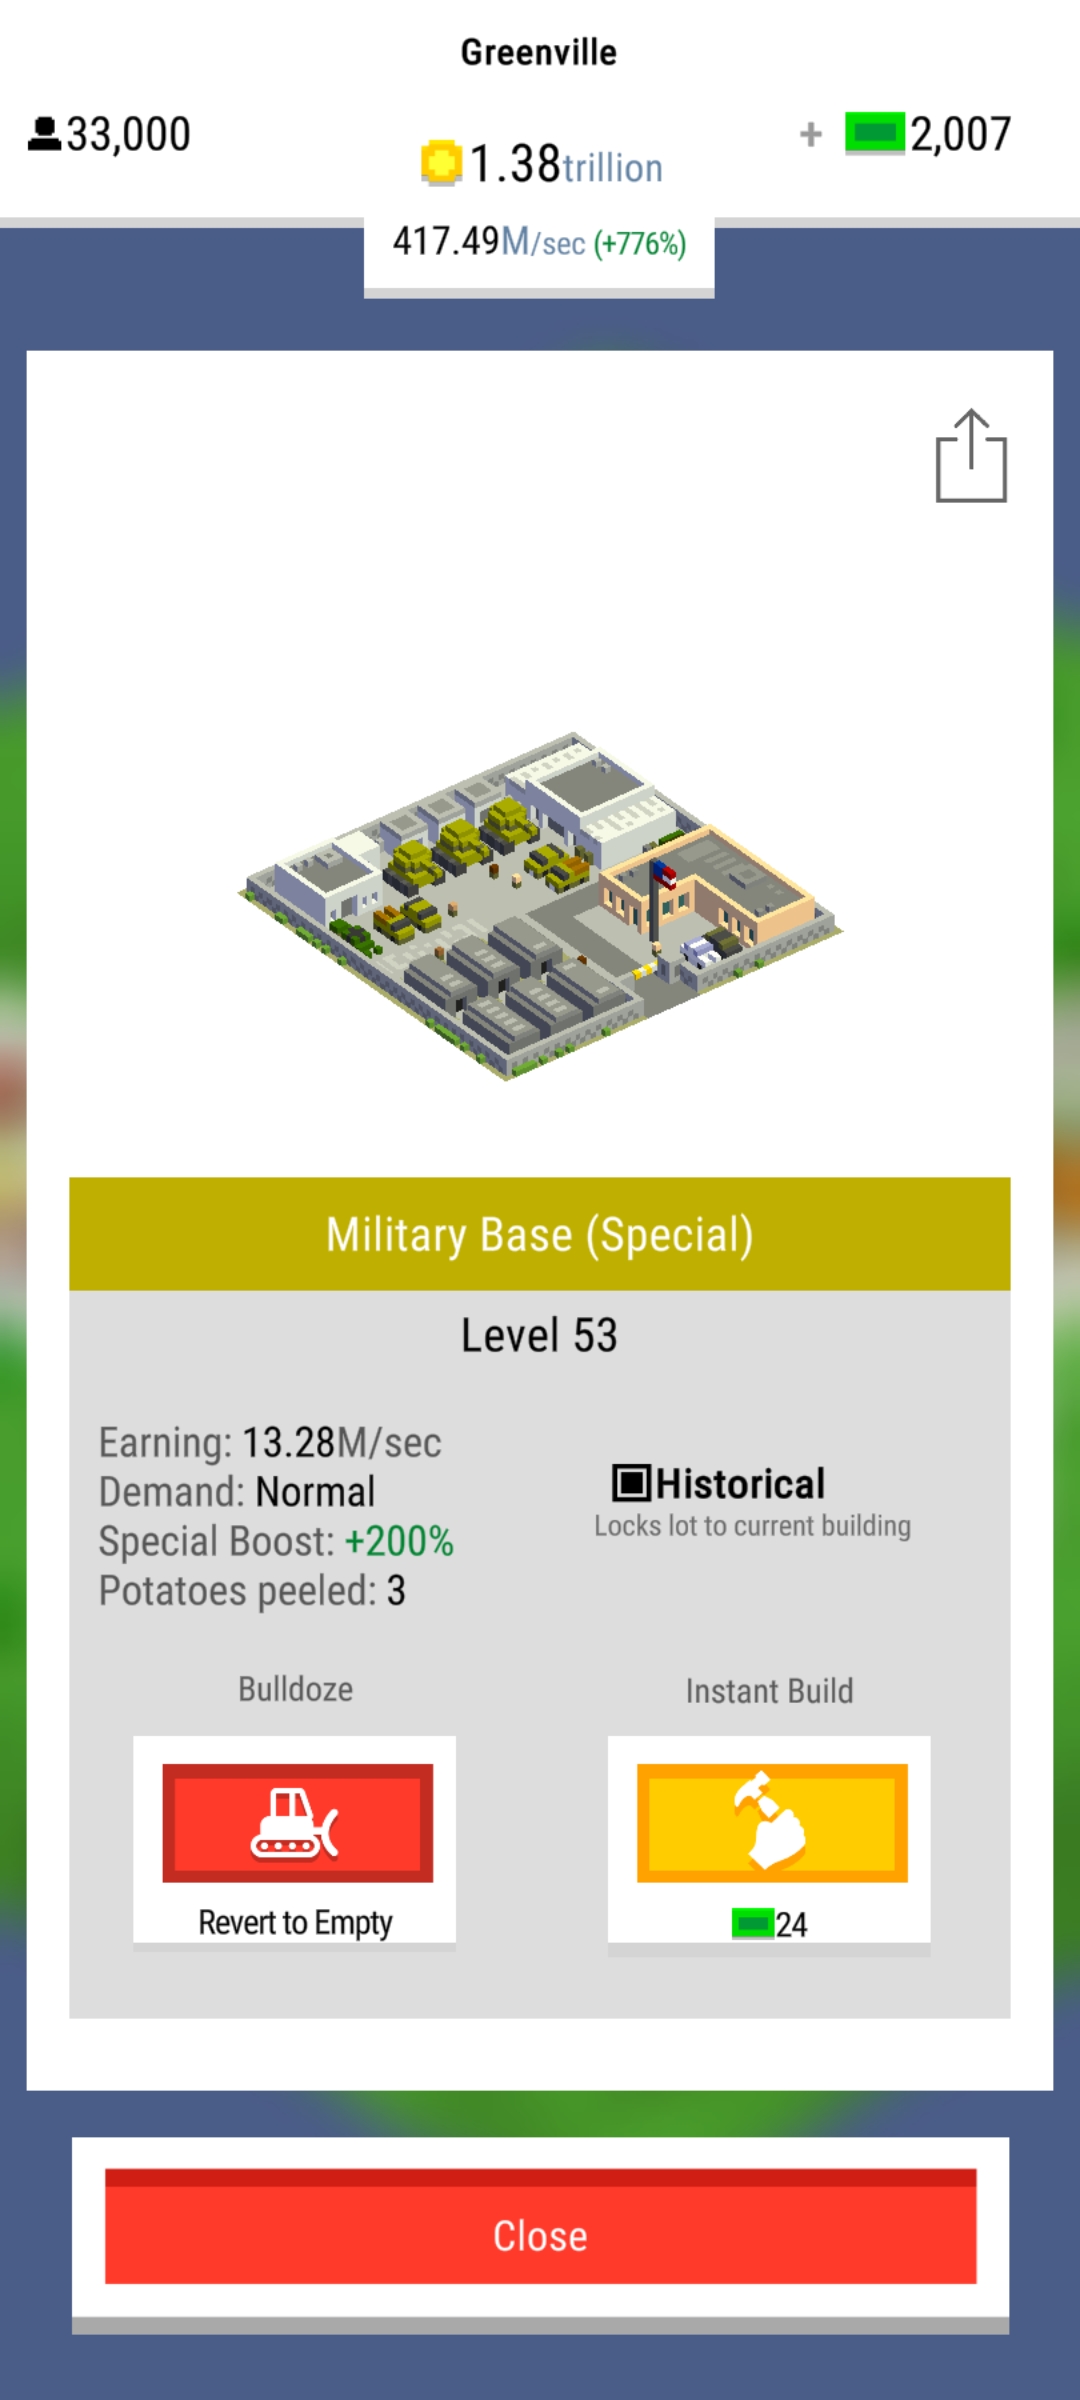 Greenville
33,000
1.38trillion
+ 2,007
417.49M/sec (+776%)
Military Base (Special)
Level 53
Earning: 13.28M/sec
Demand: Normal
Special Boost: +200%
Potatoes peeled: 3
Historical
Locks lot to current building
Bulldoze
Instant Build
Revert to Empty
24
Close